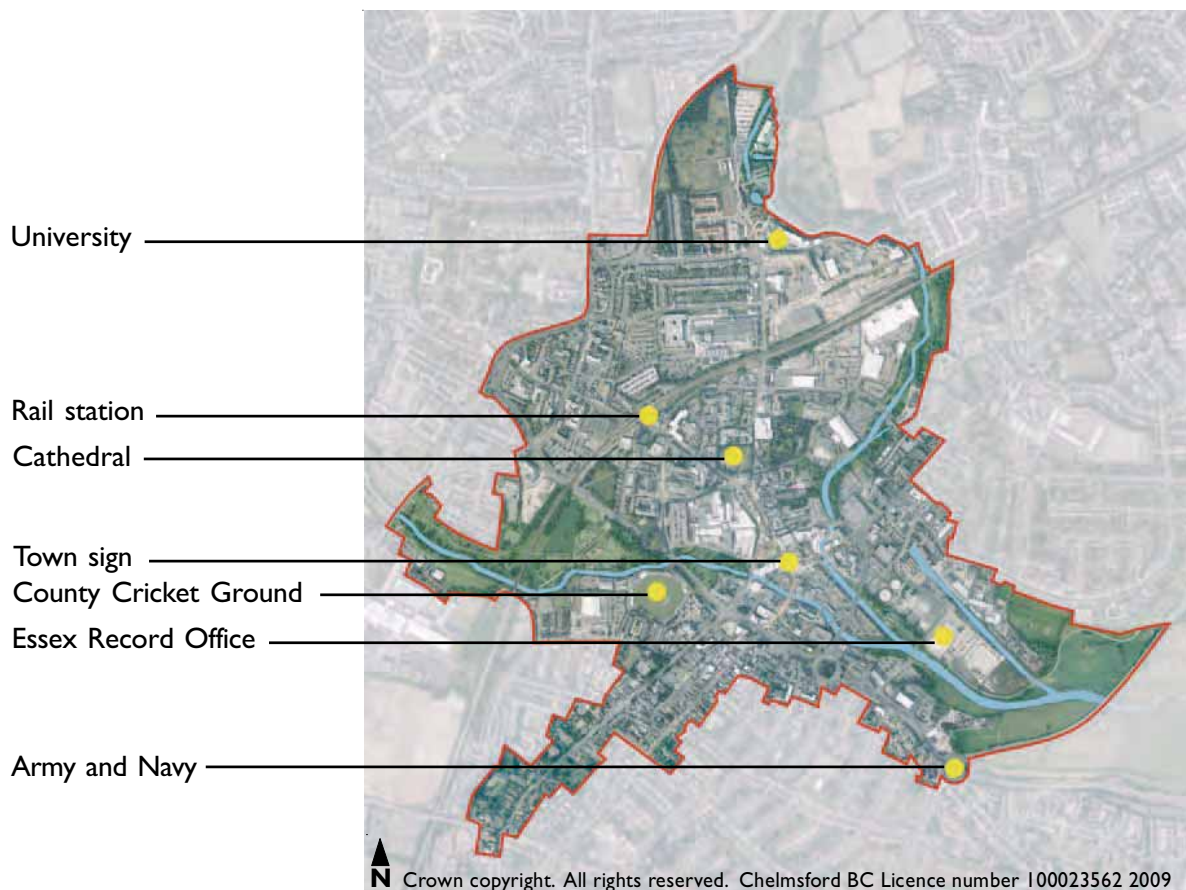 University
Rail station
Cathedral
Town sign
County Cricket Ground
Essex Record Office
Army and Navy
N Crown copyright. All rights reserved. Chelmsford BC Licence number 100023562 2009